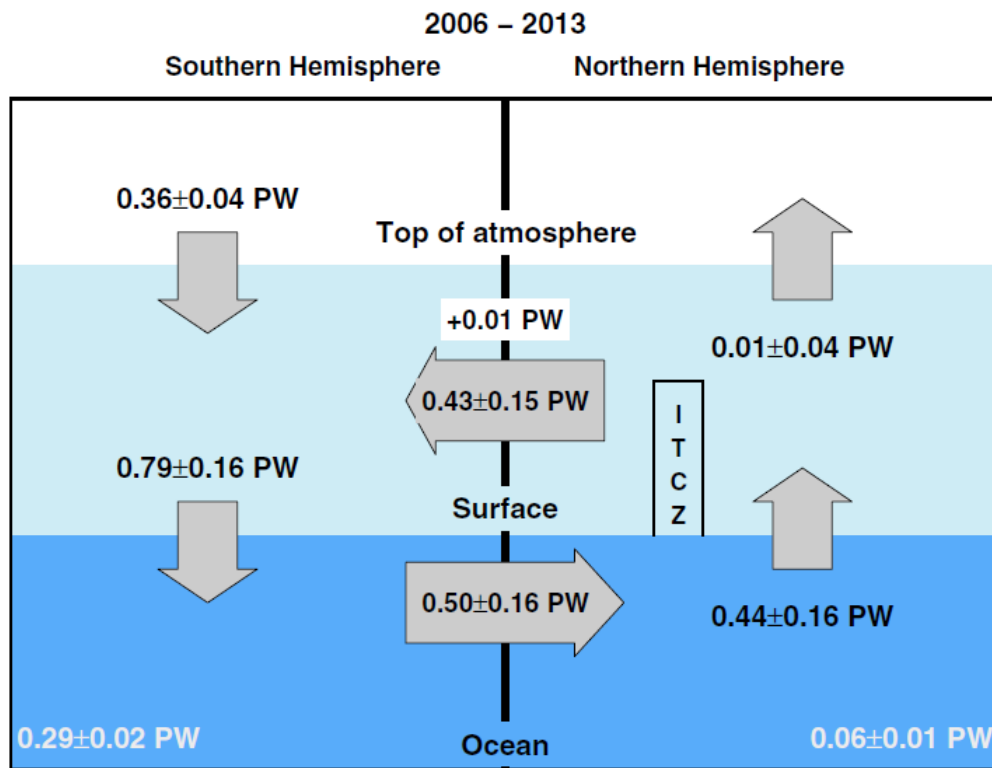 2006 – 2013
Southern Hemisphere
Northern Hemisphere
0.36±0.04 PW
Top of atmosphere
+0.01 PW
0.01±0.04 PW
0.43±0.15 PW
I
T
C
Z
0.79±0.16 PW
Surface
0.50±0.16 PW
0.44±0.16 PW
0.29±0.02 PW
Ocean
0.06±0.01 PW